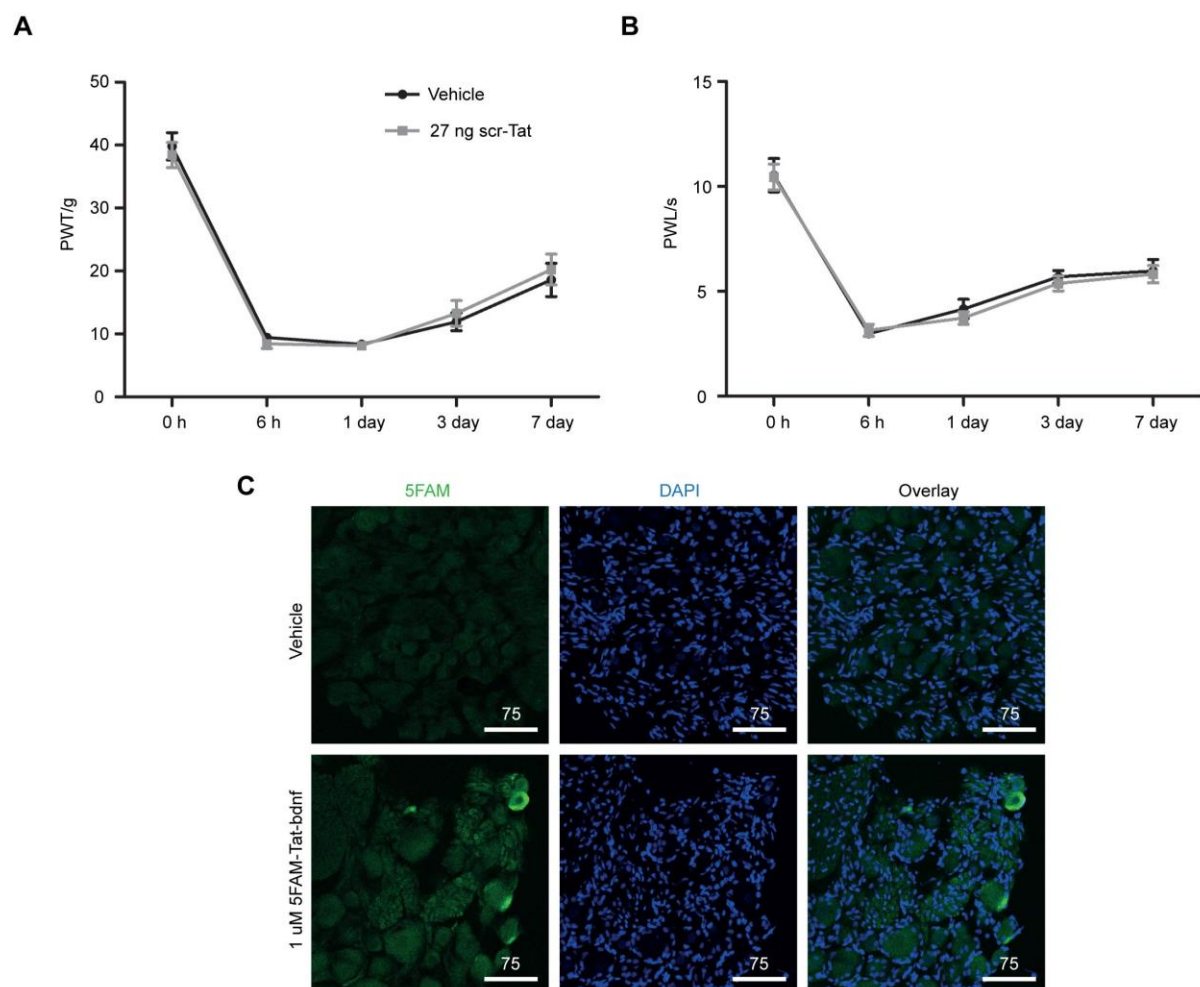 A
B
50
40
30
20
10
0
PWT/g
Vehicle
27 ng scr-Tat
0 h
6 h
1 day
3 day
7 day
15
10
5
0
PWL/s
0 h
6 h
1 day
3 day
7 day
C
5FAM
DAPI
Overlay
Vehicle
75
75
75
1 uM 5FAM-Tat-bdnf
75
75
75